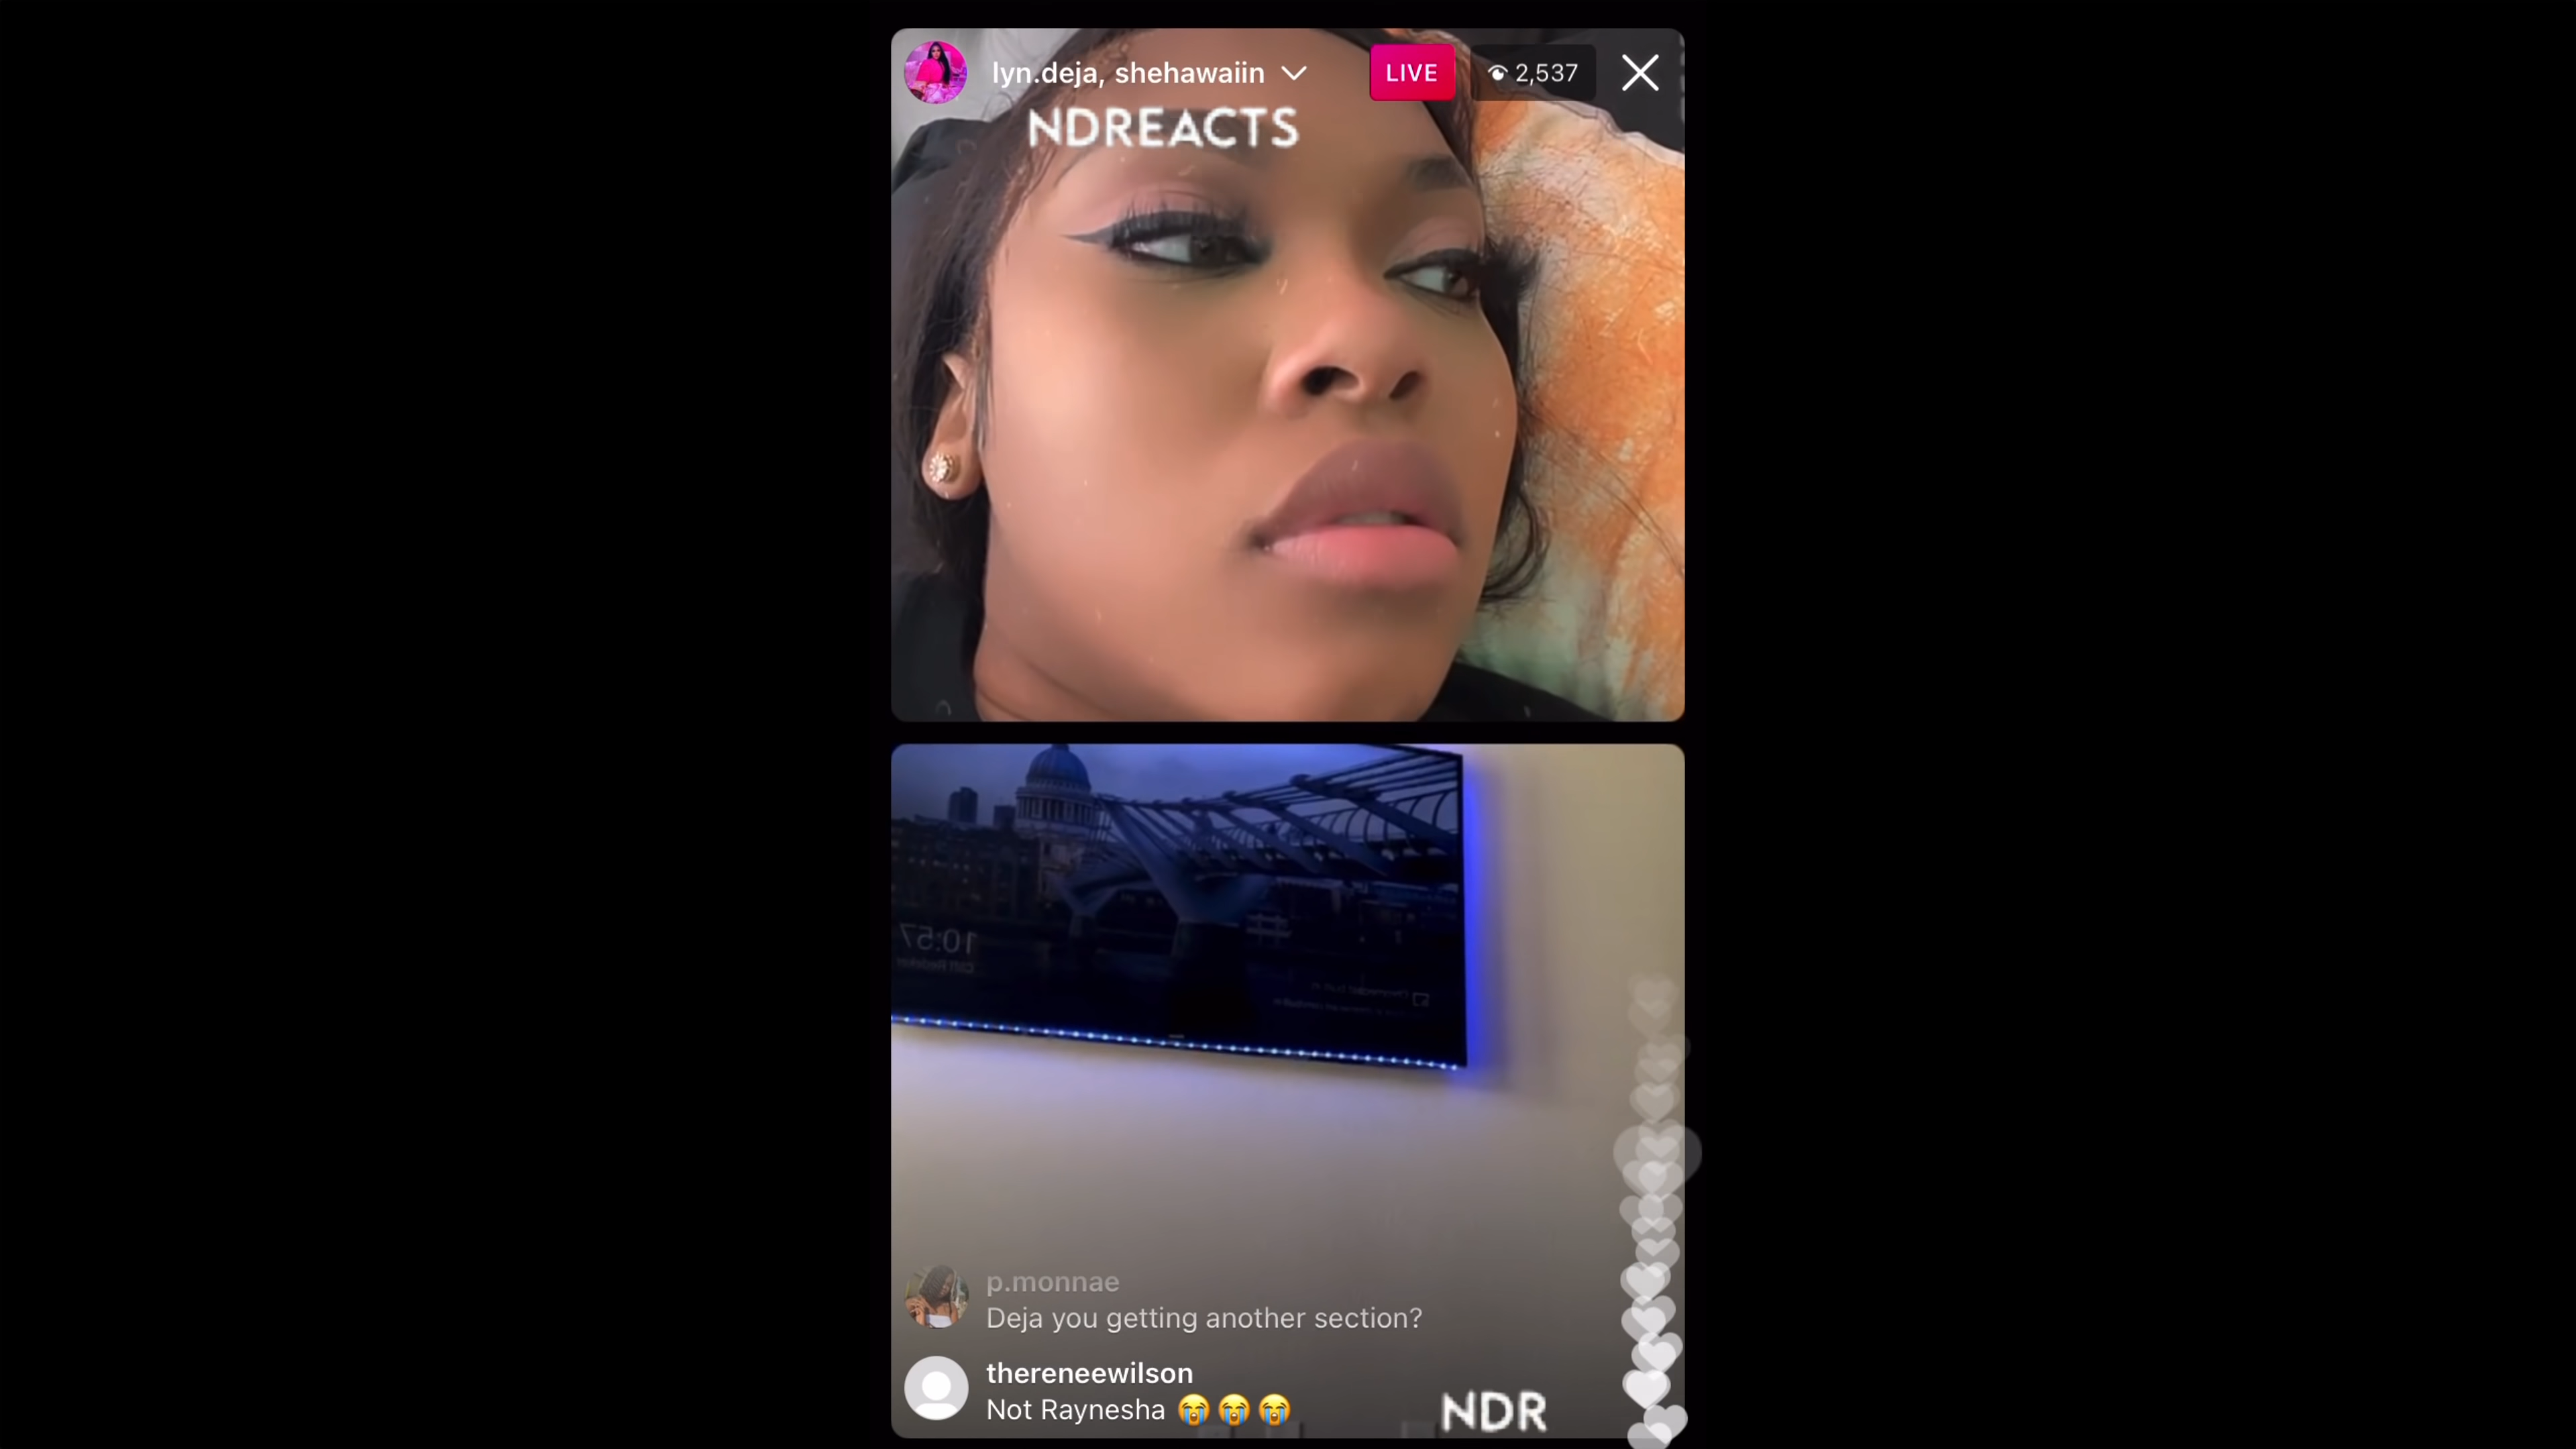 lyn.deja, shehawaiin
LIVE
2,537
NDREACTS
10:57
p.monnae
Deja you getting another section?
thereneewilson
Not Raynesha 😭😭😭
NDR